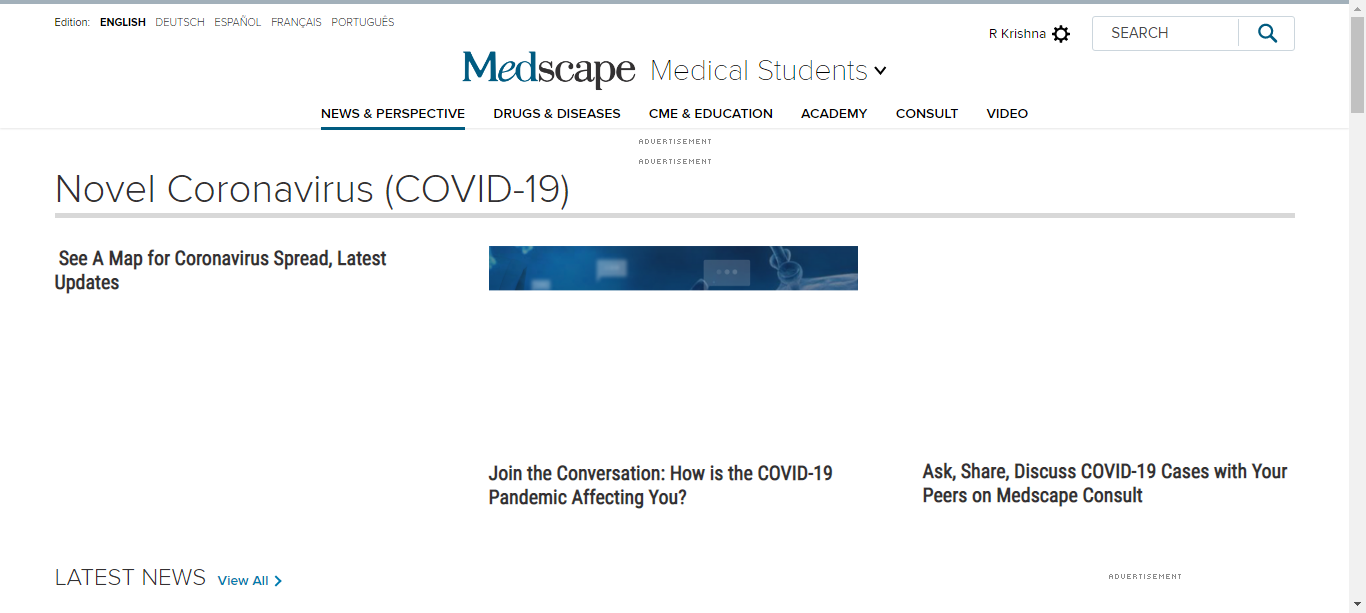 Edition: ENGLISH DEUTSCH ESPAÑOL FRANÇAIS PORTUGUÊS
R Krishna
SEARCH
Medscape Medical Students
NEWS & PERSPECTIVE DRUGS & DISEASES CME & EDUCATION ACADEMY CONSULT VIDEO
ADVERTISEMENT
ADVERTISEMENT
Novel Coronavirus (COVID-19)
See A Map for Coronavirus Spread, Latest
Updates
Join the Conversation: How is the COVID-19
Pandemic Affecting You?
Ask, Share, Discuss COVID-19 Cases with Your
Peers on Medscape Consult
LATEST NEWS View All
ADVERTISEMENT